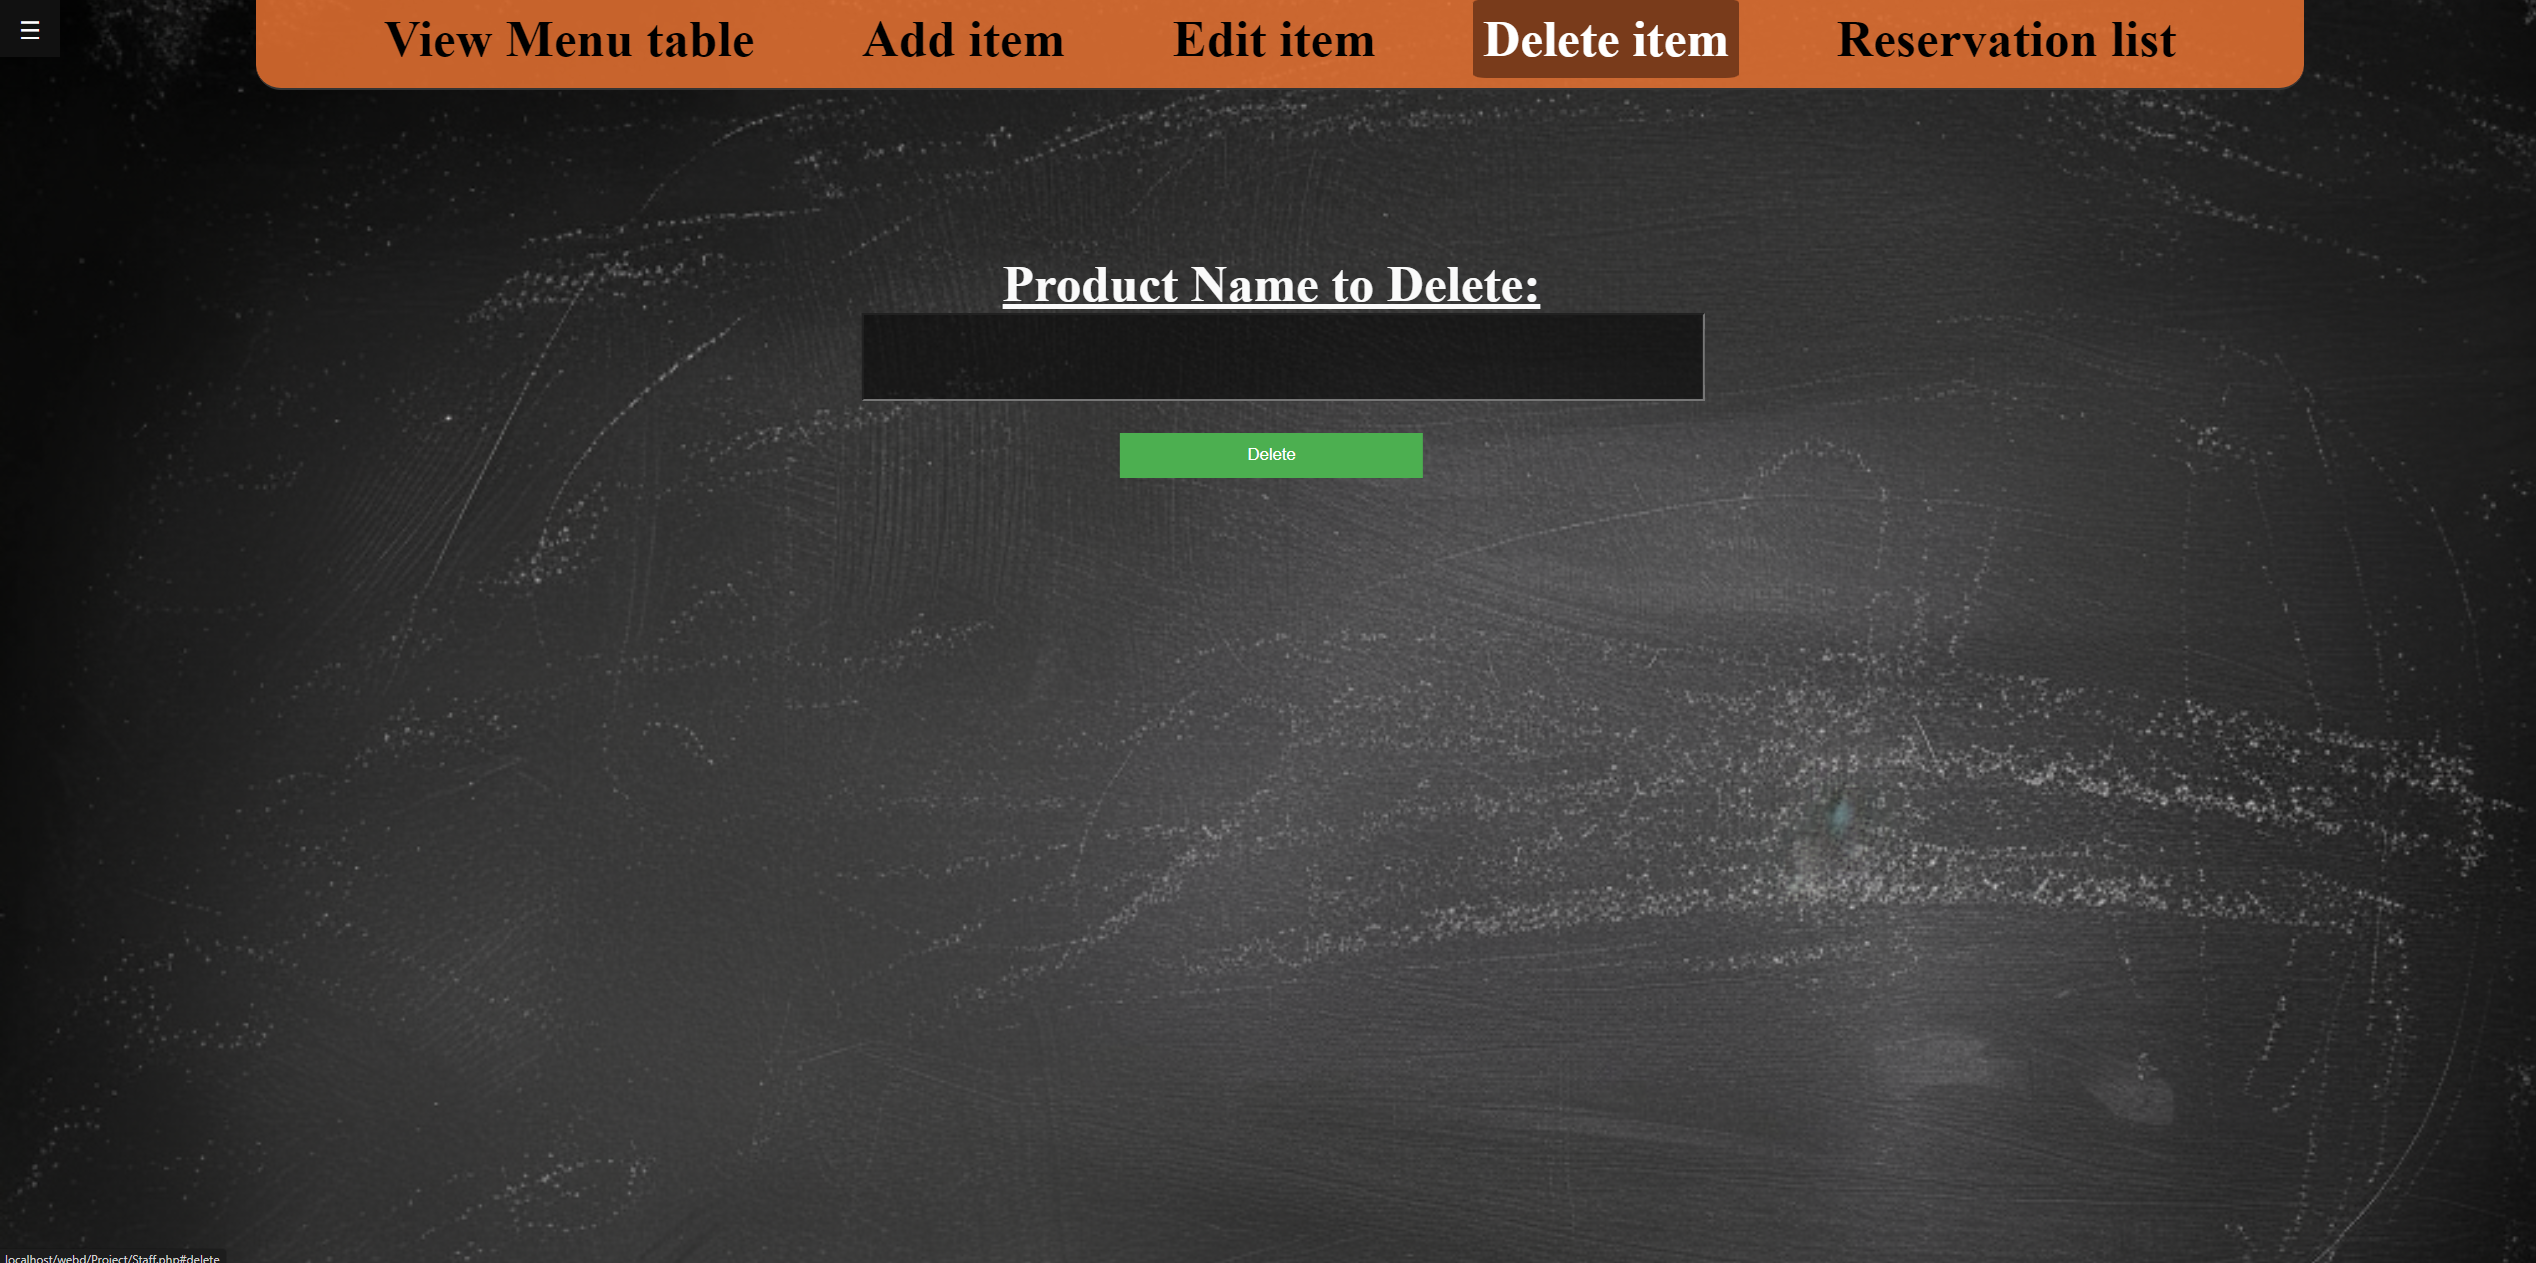 ☰
View Menu table
Add item
Edit item
Delete item
Reservation list
Product Name to Delete:
Delete
localhost/webd/Project/Staff.php#delete